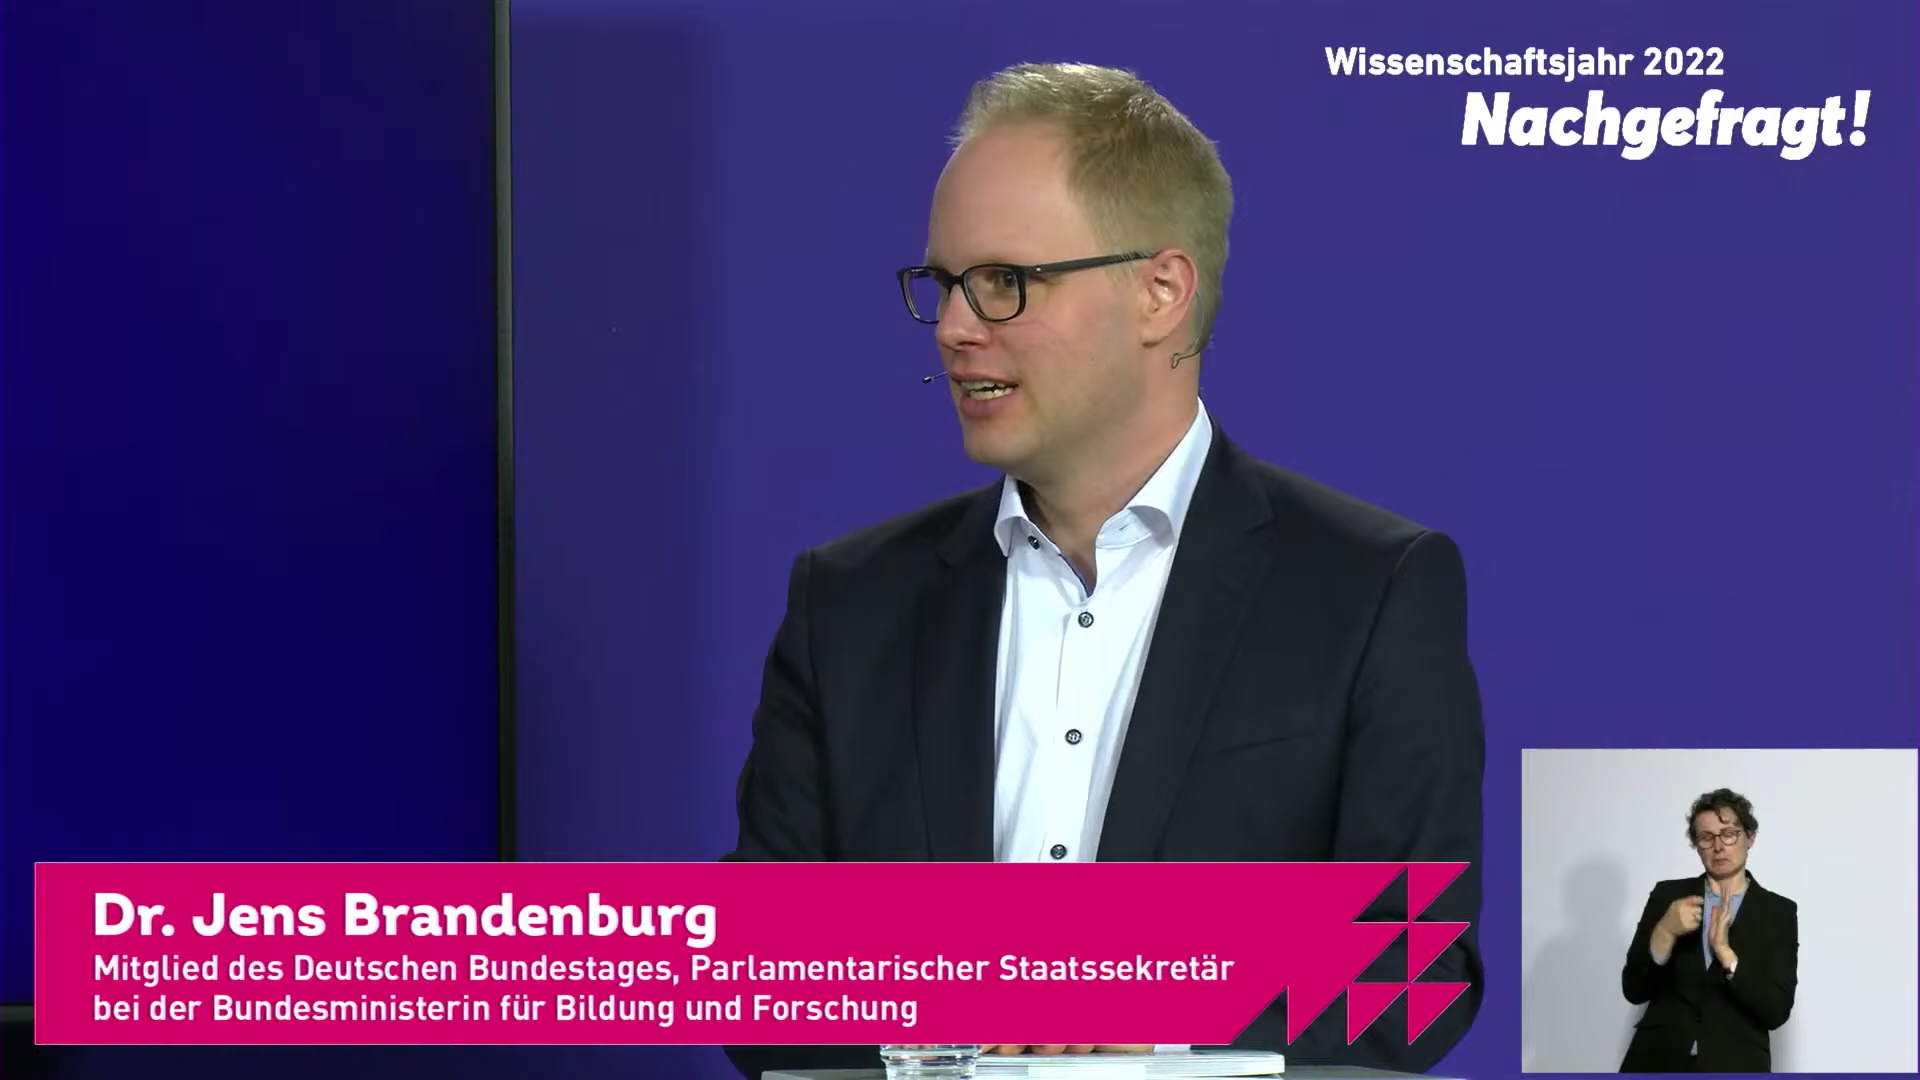 Wissenschaftsjahr 2022
Nachgefragt!
Dr. Jens Brandenburg
Mitglied des Deutschen Bundestages, Parlamentarischer Staatssekretär
bei der Bundesministerin für Bildung und Forschung